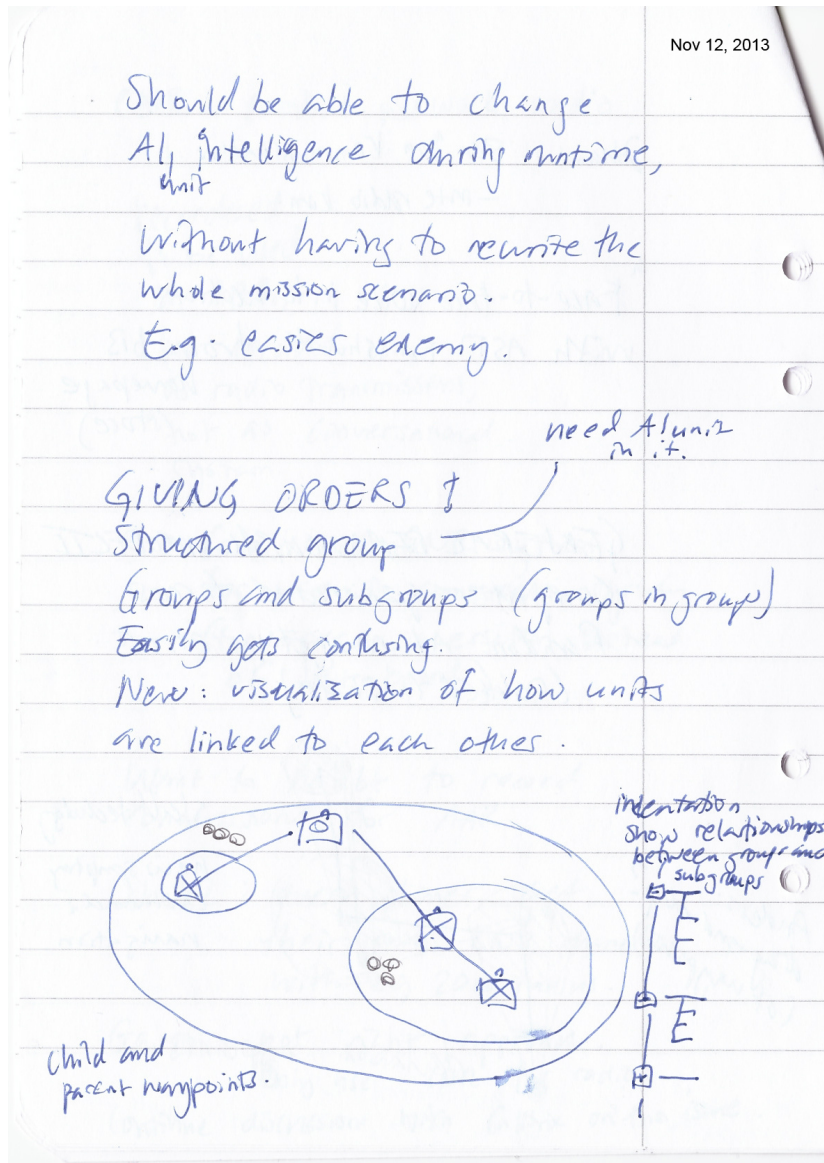 Nov 12, 2013
Should be able to change
AI, intelligence during runtime,
unit
without having to rewrite the
whole mission scenario.
E.g easier enemy.
need AI unit
in it.
GIVING ORDERS
Structured group
Groups and subgroups (groups in groups)
Easily gets confusing.
New: visualization of how units
are linked to each other.
indentation
show relationships
between groups and
subgroups
Child and
parent waypoints.